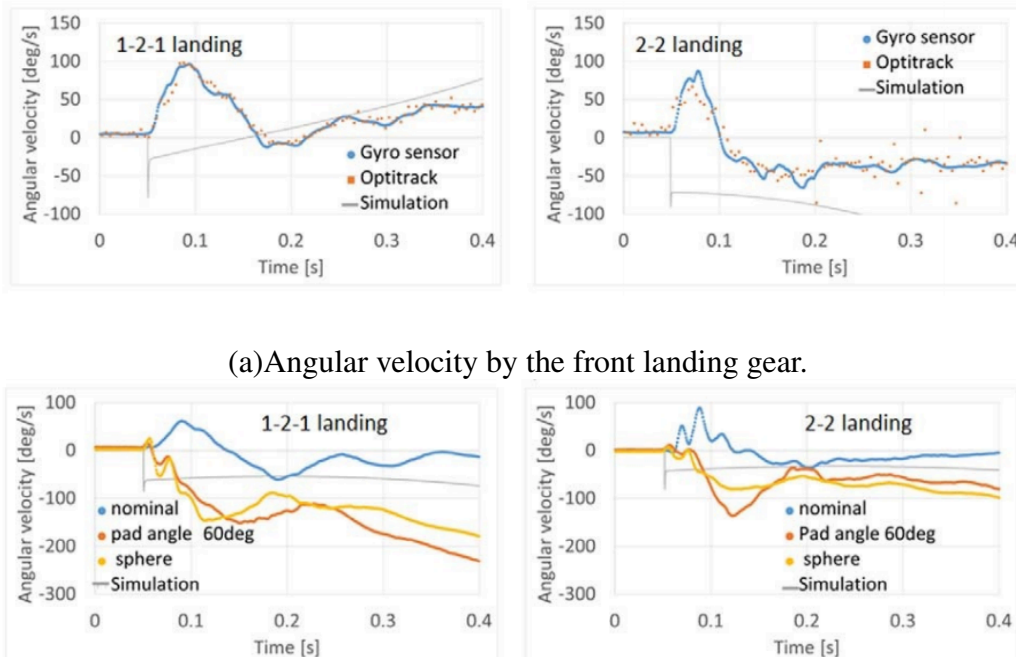 1-2-1 landing
Angular velocity [deg/s]
150
100
50
0
-50
-100
Gyro sensor
Optitrack
Simulation
0 0.1 0.2 0.3 0.4
Time [s]
2-2 landing
Angular velocity [deg/s]
150
100
50
0
-50
-100
Gyro sensor
Optitrack
Simulation
0 0.1 0.2 0.3 0.4
Time [s]
(a)Angular velocity by the front landing gear.
1-2-1 landing
Angular velocity [deg/s]
100
0
-100
-200
-300
nominal
pad angle 60deg
sphere
Simulation
0 0.1 0.2 0.3 0.4
Time [s]
2-2 landing
Angular velocity [deg/s]
100
0
-100
-200
-300
nominal
Pad angle 60deg
sphere
Simulation
0 0.1 0.2 0.3 0.4
Time [s]